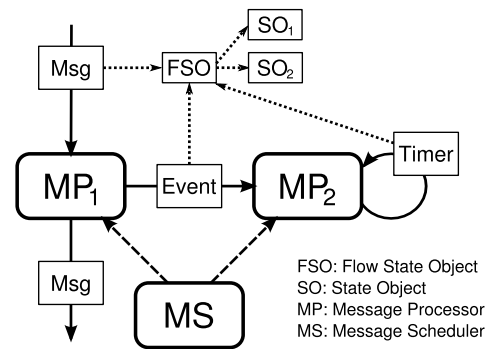 SO₁
Msg
FSO
SO₂
Timer
MP₁
Event
MP₂
Msg
MS
FSO: Flow State Object
SO: State Object
MP: Message Processor
MS: Message Scheduler